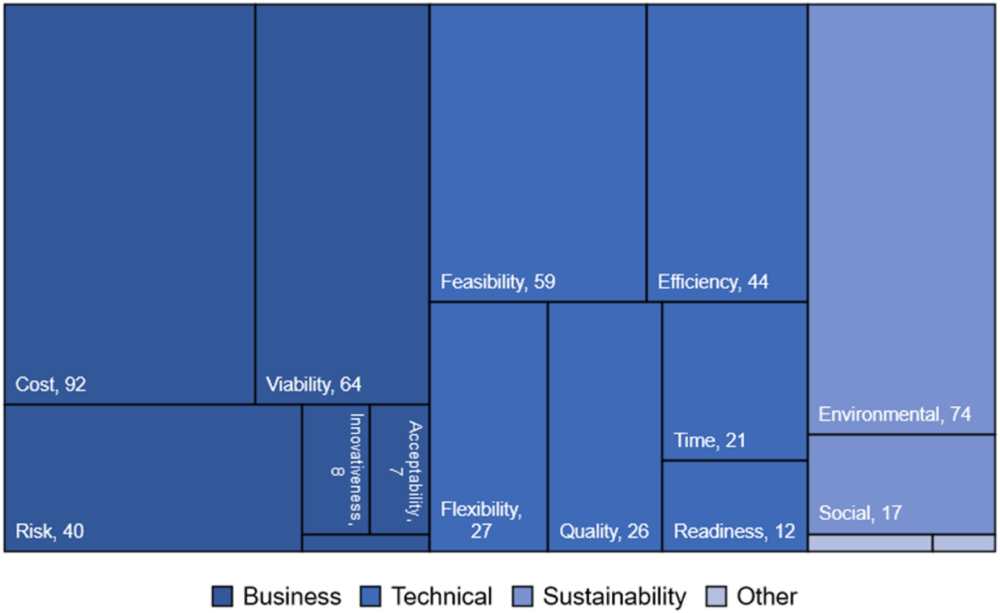 Cost, 92
Viability, 64
Risk, 40
Innovativeness,
8
Acceptability,
7
Feasibility, 59
Efficiency, 44
Flexibility,
27
Quality, 26
Time, 21
Readiness, 12
Environmental, 74
Social, 17
Business
Technical
Sustainability
Other